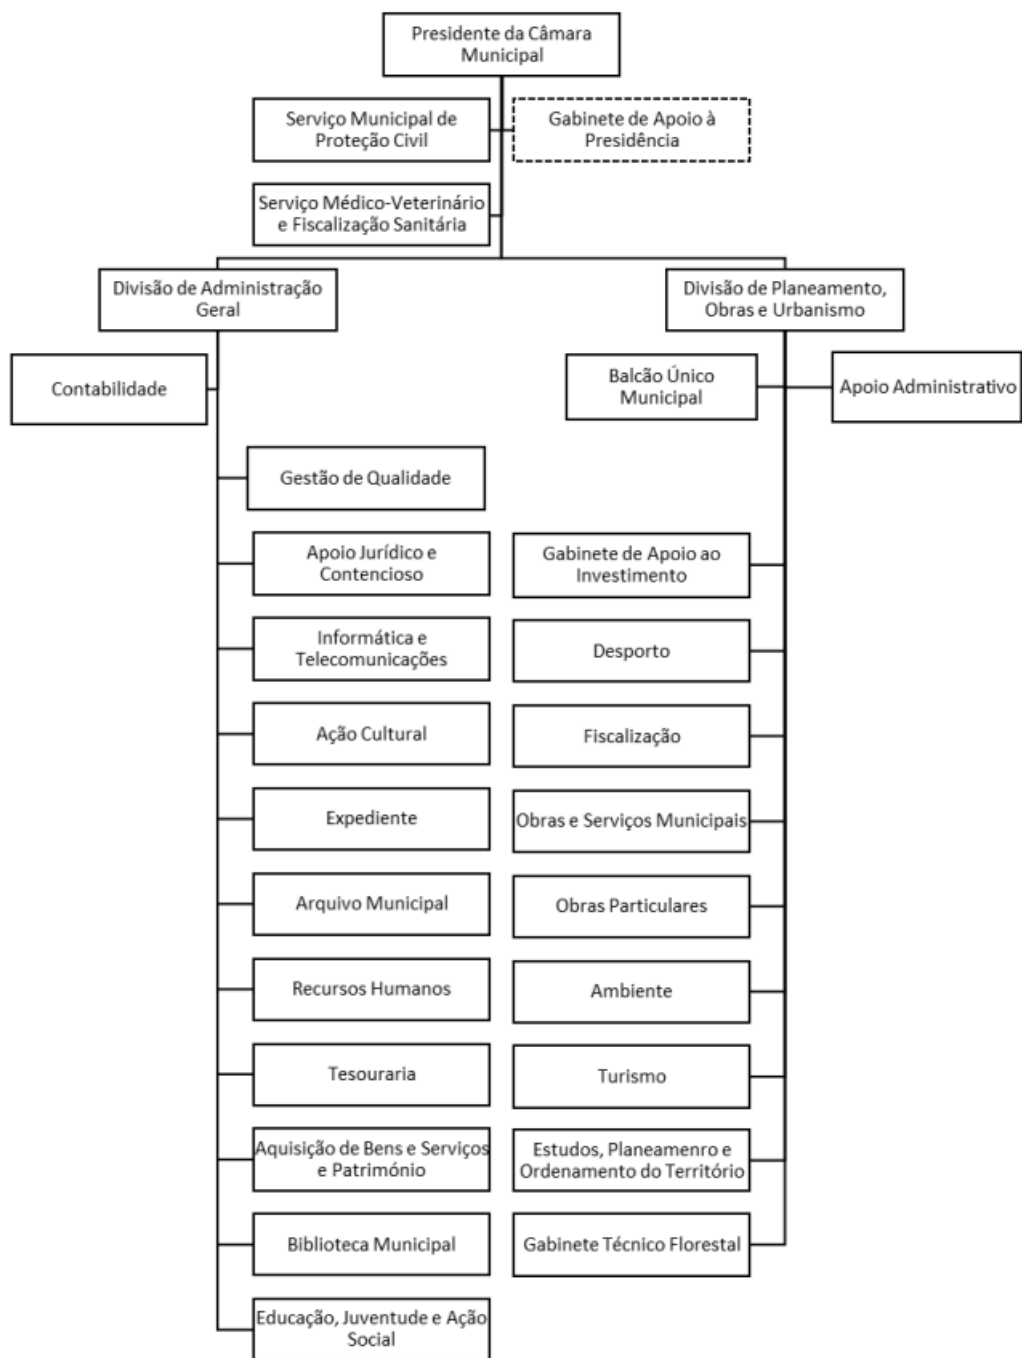 Presidente da Câmara
Municipal
Serviço Municipal de
Proteção Civil
Gabinete de Apoio à
Presidência
Serviço Médico-Veterinário
e Fiscalização Sanitária
Divisão de Administração
Geral
Divisão de Planeamento,
Obras e Urbanismo
Contabilidade
Balcão Único
Municipal
Apoio Administrativo
Gestão de Qualidade
Apoio Jurídico e
Contencioso
Gabinete de Apoio ao
Investimento
Informática e
Telecomunicações
Desporto
Ação Cultural
Fiscalização
Expediente
Obras e Serviços Municipais
Arquivo Municipal
Obras Particulares
Recursos Humanos
Ambiente
Tesouraria
Turismo
Aquisição de Bens e Serviços
e Património
Estudos, Planeamenro e
Ordenamento do Território
Biblioteca Municipal
Gabinete Técnico Florestal
Educação, Juventude e Ação
Social